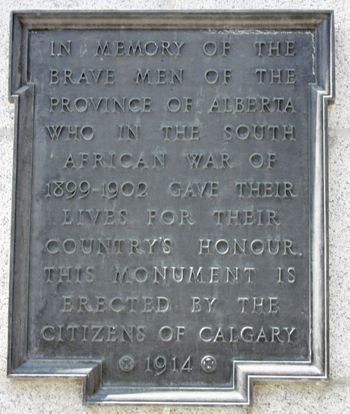 IN MEMORY OF THE
BRAVE MEN OF THE
PROVINCE OF ALBERTA
WHO IN THE SOUTH
AFRICAN WAR OF
1899-1902 GAVE THEIR
LIVES FOR THEIR
COUNTRY'S HONOUR.
THIS MONUMENT IS
ERECTED BY THE
CITIZENS OF CALGARY
1914